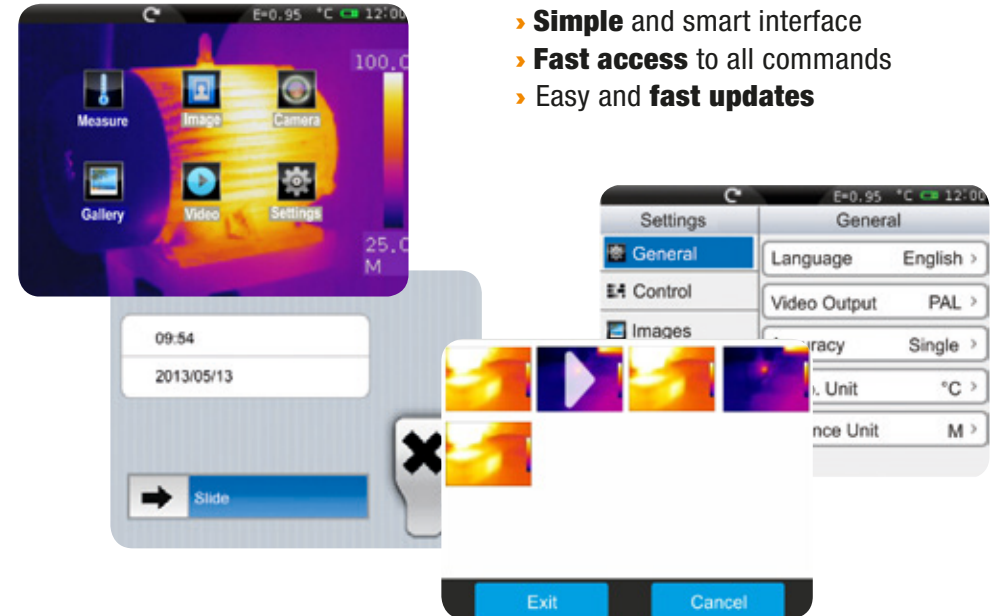 E=0.95 °C 12:00
› Simple and smart interface
› Fast access to all commands
› Easy and fast updates
100.0
Measure Image Camera
Gallery Video Settings
25.0
M
E=0.95 °C 12:00
Settings General
General
Language English >
Control
Video Output PAL >
Images
Single >
Unit °C >
Unit M >
09:54
2013/05/13
Slide
Exit Cancel